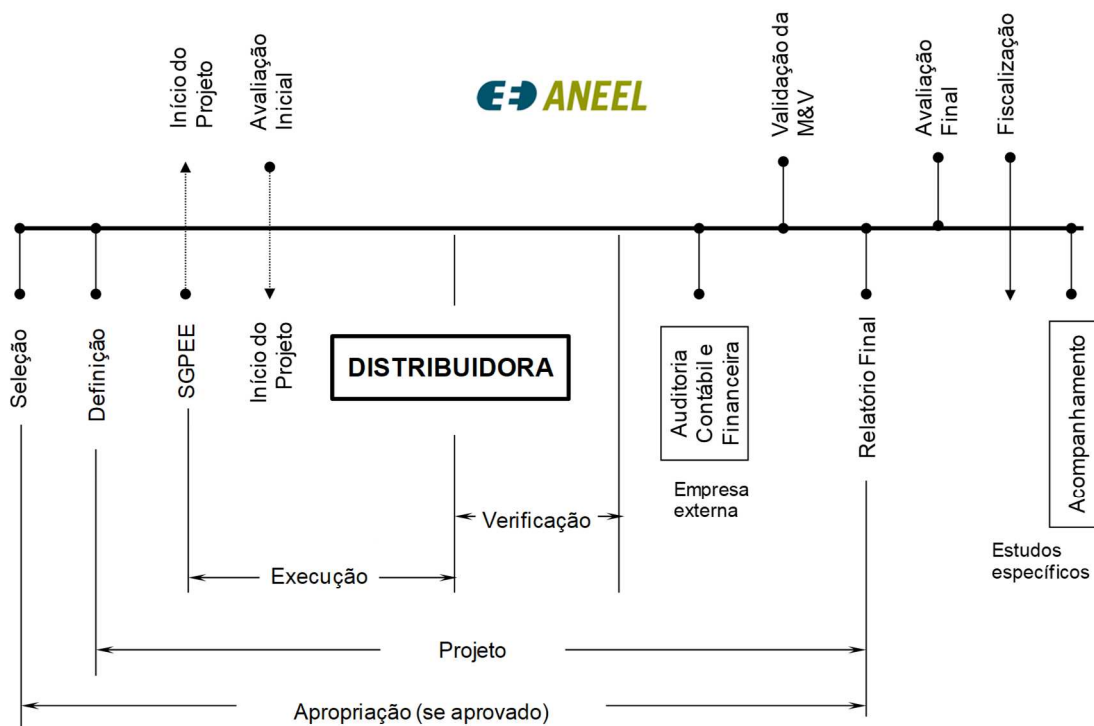 Início do
Projeto
Avaliação
Inicial
ANEEL
Validação da
M&V
Avaliação
Final
Fiscalização
Seleção
Definição
SGPEE
Início do
Projeto
DISTRIBUIDORA
Auditoria
Contábil e
Financeira
Empresa
externa
Relatório Final
Acompanhamento
Estudos
específicos
Verificação
Execução
Projeto
Apropriação (se aprovado)